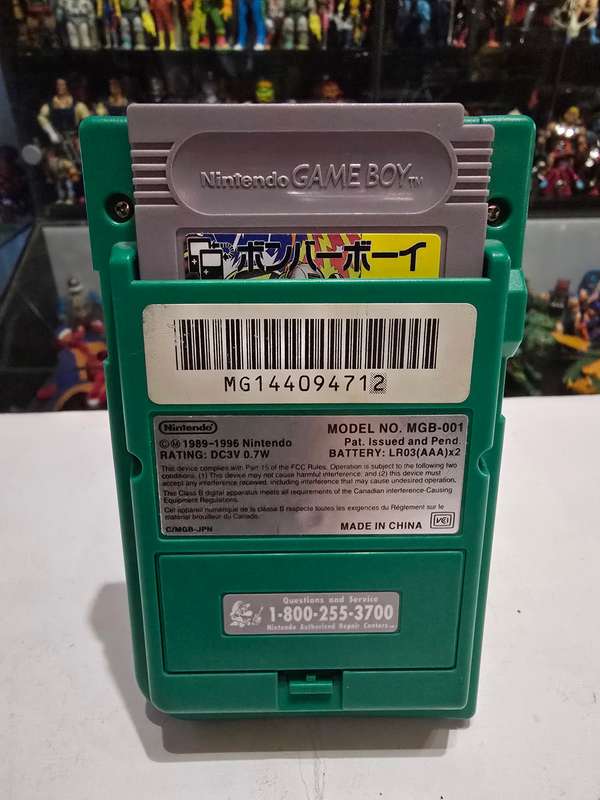 Nintendo GAME BOY TM
ボンバーボーイ
MG144094712
Nintendo
MODEL NO. MGB-001
©Ⓜ 1989-1996 Nintendo
Pat. Issued and Pend.
RATING: DC3V 0.7W
BATTERY: LR03(AAA)x2
This device complies with Part 15 of the FCC Rules. Operation is subject to the following two
conditions. (1) This device may not cause harmful interference, and (2) this device must
accept any interference received, including interference that may cause undesired operation.
This Class B digital apparatus meets all requirements of the Canadian Interference-Causing
Equipment Regulations.
Cet appareil numérique de la classe B respecte toutes les exigences du Règlement sur le
matériel brouilleur du Canada.
C/MGB-JPN
MADE IN CHINA
VCI
Questions and Service
1-800-255-3700
Nintendo Authorized Repair Centers